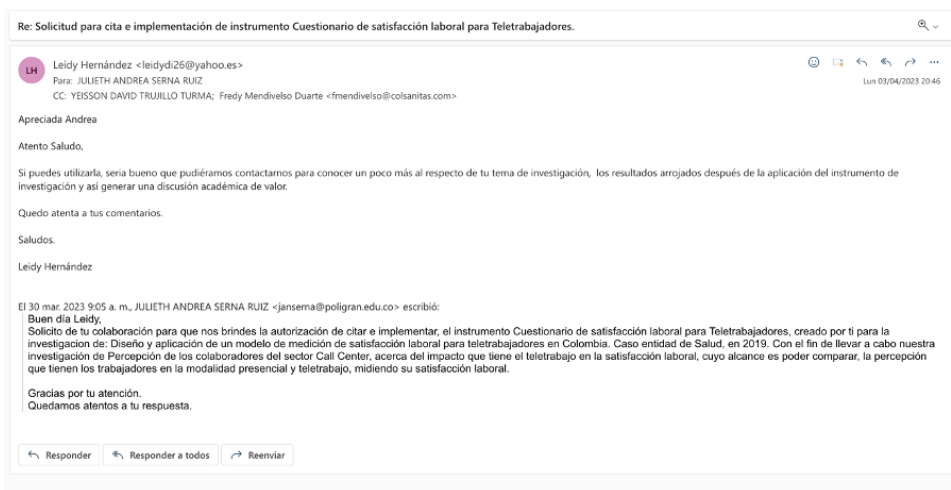 Re: Solicitud para cita e implementación de instrumento Cuestionario de satisfacción laboral para Teletrabajadores.
LH
Leidy Hernández <leidydi26@yahoo.es>
Para: JULIETH ANDREA SERNA RUIZ
CC: YEISSON DAVID TRUJILLO TURMA; Fredy Mendivelso Duarte <fmendivelso@colsanitas.com>
Lun 03/04/2023 20:46
Apreciada Andrea
Atento Saludo,
Si puedes utilizarla, seria bueno que pudiéramos contactarnos para conocer un poco más al respecto de tu tema de investigación, los resultados arrojados después de la aplicación del instrumento de
investigación y así generar una discusión académica de valor.
Quedo atenta a tus comentarios.
Saludos.
Leidy Hernández
El 30 mar. 2023 9:05 a. m., JULIETH ANDREA SERNA RUIZ <janserna@poligran.edu.co> escribió:
Buen día Leidy,
Solicito de tu colaboración para que nos brindes la autorización de citar e implementar, el instrumento Cuestionario de satisfacción laboral para Teletrabajadores, creado por ti para la
investigacion de: Diseño y aplicación de un modelo de medición de satisfacción laboral para teletrabajadores en Colombia. Caso entidad de Salud, en 2019. Con el fin de llevar a cabo nuestra
investigación de Percepción de los colaboradores del sector Call Center, acerca del impacto que tiene el teletrabajo en la satisfacción laboral, cuyo alcance es poder comparar, la percepción
que tienen los trabajadores en la modalidad presencial y teletrabajo, midiendo su satisfacción laboral.
Gracias por tu atención.
Quedamos atentos a tu respuesta.
Responder
Responder a todos
Reenviar